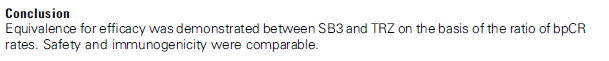 Conclusion
Equivalence for efficacy was demonstrated between SB3 and TRZ on the basis of the ratio of bpCR
rates. Safety and immunogenicity were comparable.